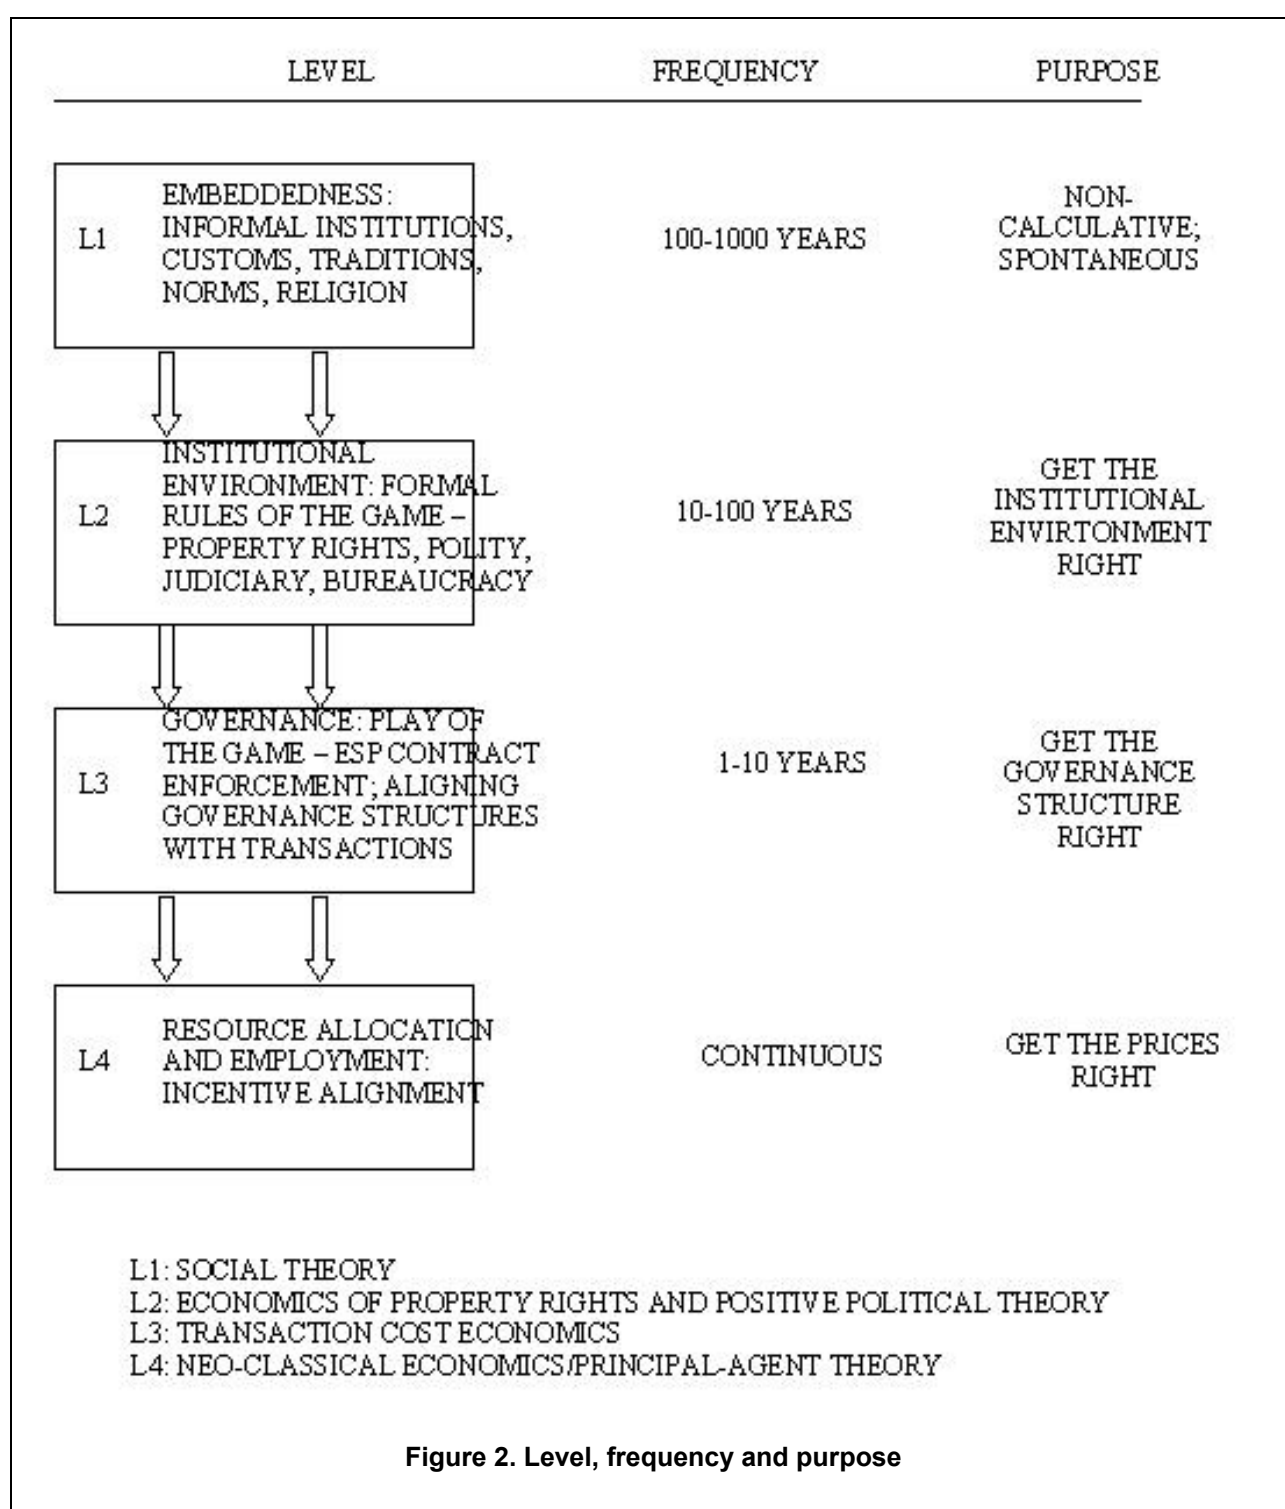 LEVEL FREQUENCY PURPOSE
EMBEDDEDNESS:
INFORMAL INSTITUTIONS,
CUSTOMS, TRADITIONS,
NORMS, RELIGION
L1
100-1000 YEARS
NON-
CALCULATIVE;
SPONTANEOUS
INSTITUTIONAL
ENVIRONMENT: FORMAL
RULES OF THE GAME –
PROPERTY RIGHTS, POLITY,
JUDICIARY, BUREAUCRACY
L2
10-100 YEARS
GET THE
INSTITUTIONAL
ENVIRTONMENT
RIGHT
GOVERNANCE: PLAY OF
THE GAME – ESP CONTRACT
ENFORCEMENT; ALIGNING
GOVERNANCE STRUCTURES
WITH TRANSACTIONS
L3
1-10 YEARS
GET THE
GOVERNANCE
STRUCTURE
RIGHT
RESOURCE ALLOCATION
AND EMPLOYMENT:
INCENTIVE ALIGNMENT
L4
CONTINUOUS
GET THE PRICES
RIGHT
L1: SOCIAL THEORY
L2: ECONOMICS OF PROPERTY RIGHTS AND POSITIVE POLITICAL THEORY
L3: TRANSACTION COST ECONOMICS
L4: NEO-CLASSICAL ECONOMICS/PRINCIPAL-AGENT THEORY
Figure 2. Level, frequency and purpose